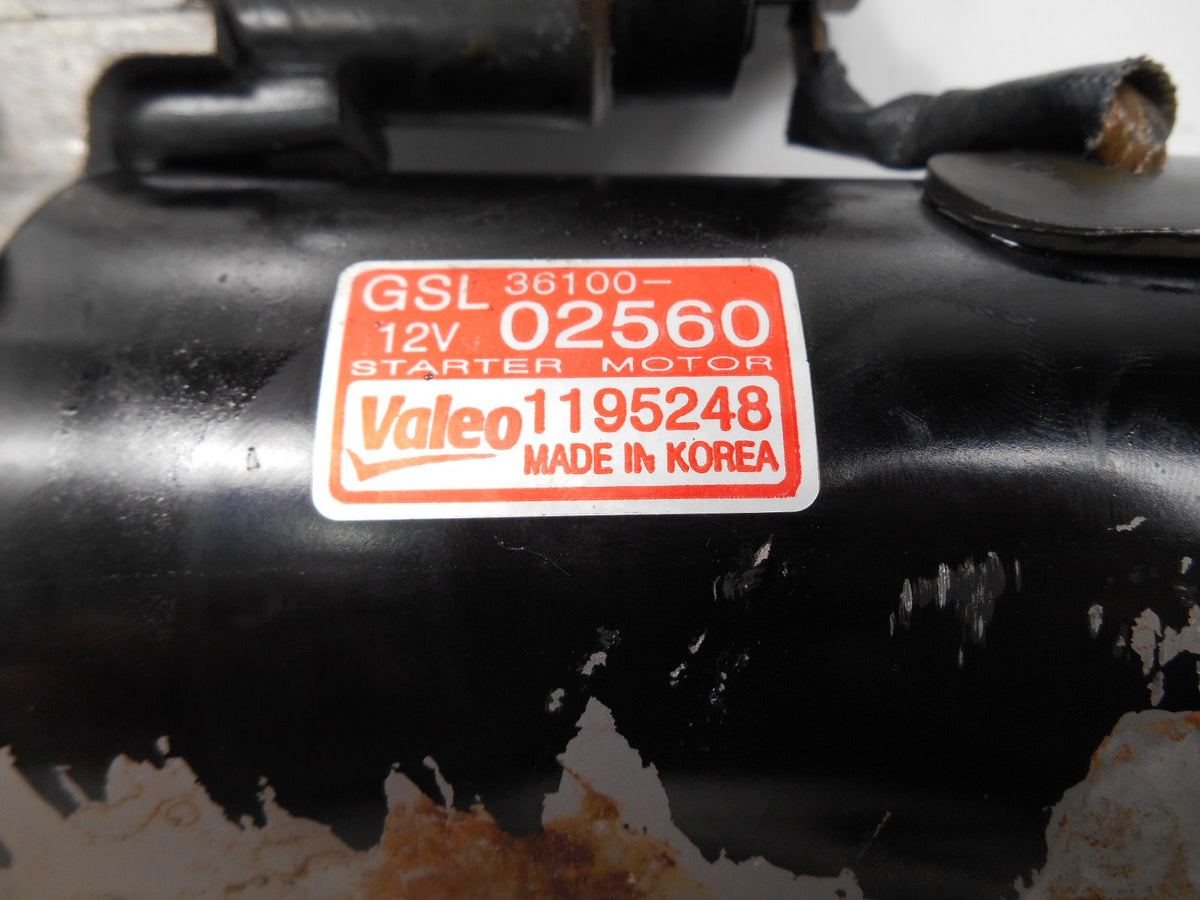 GSL 36100-
12V 02560
STARTER MOTOR
Valeo 1195248
MADE IN KOREA